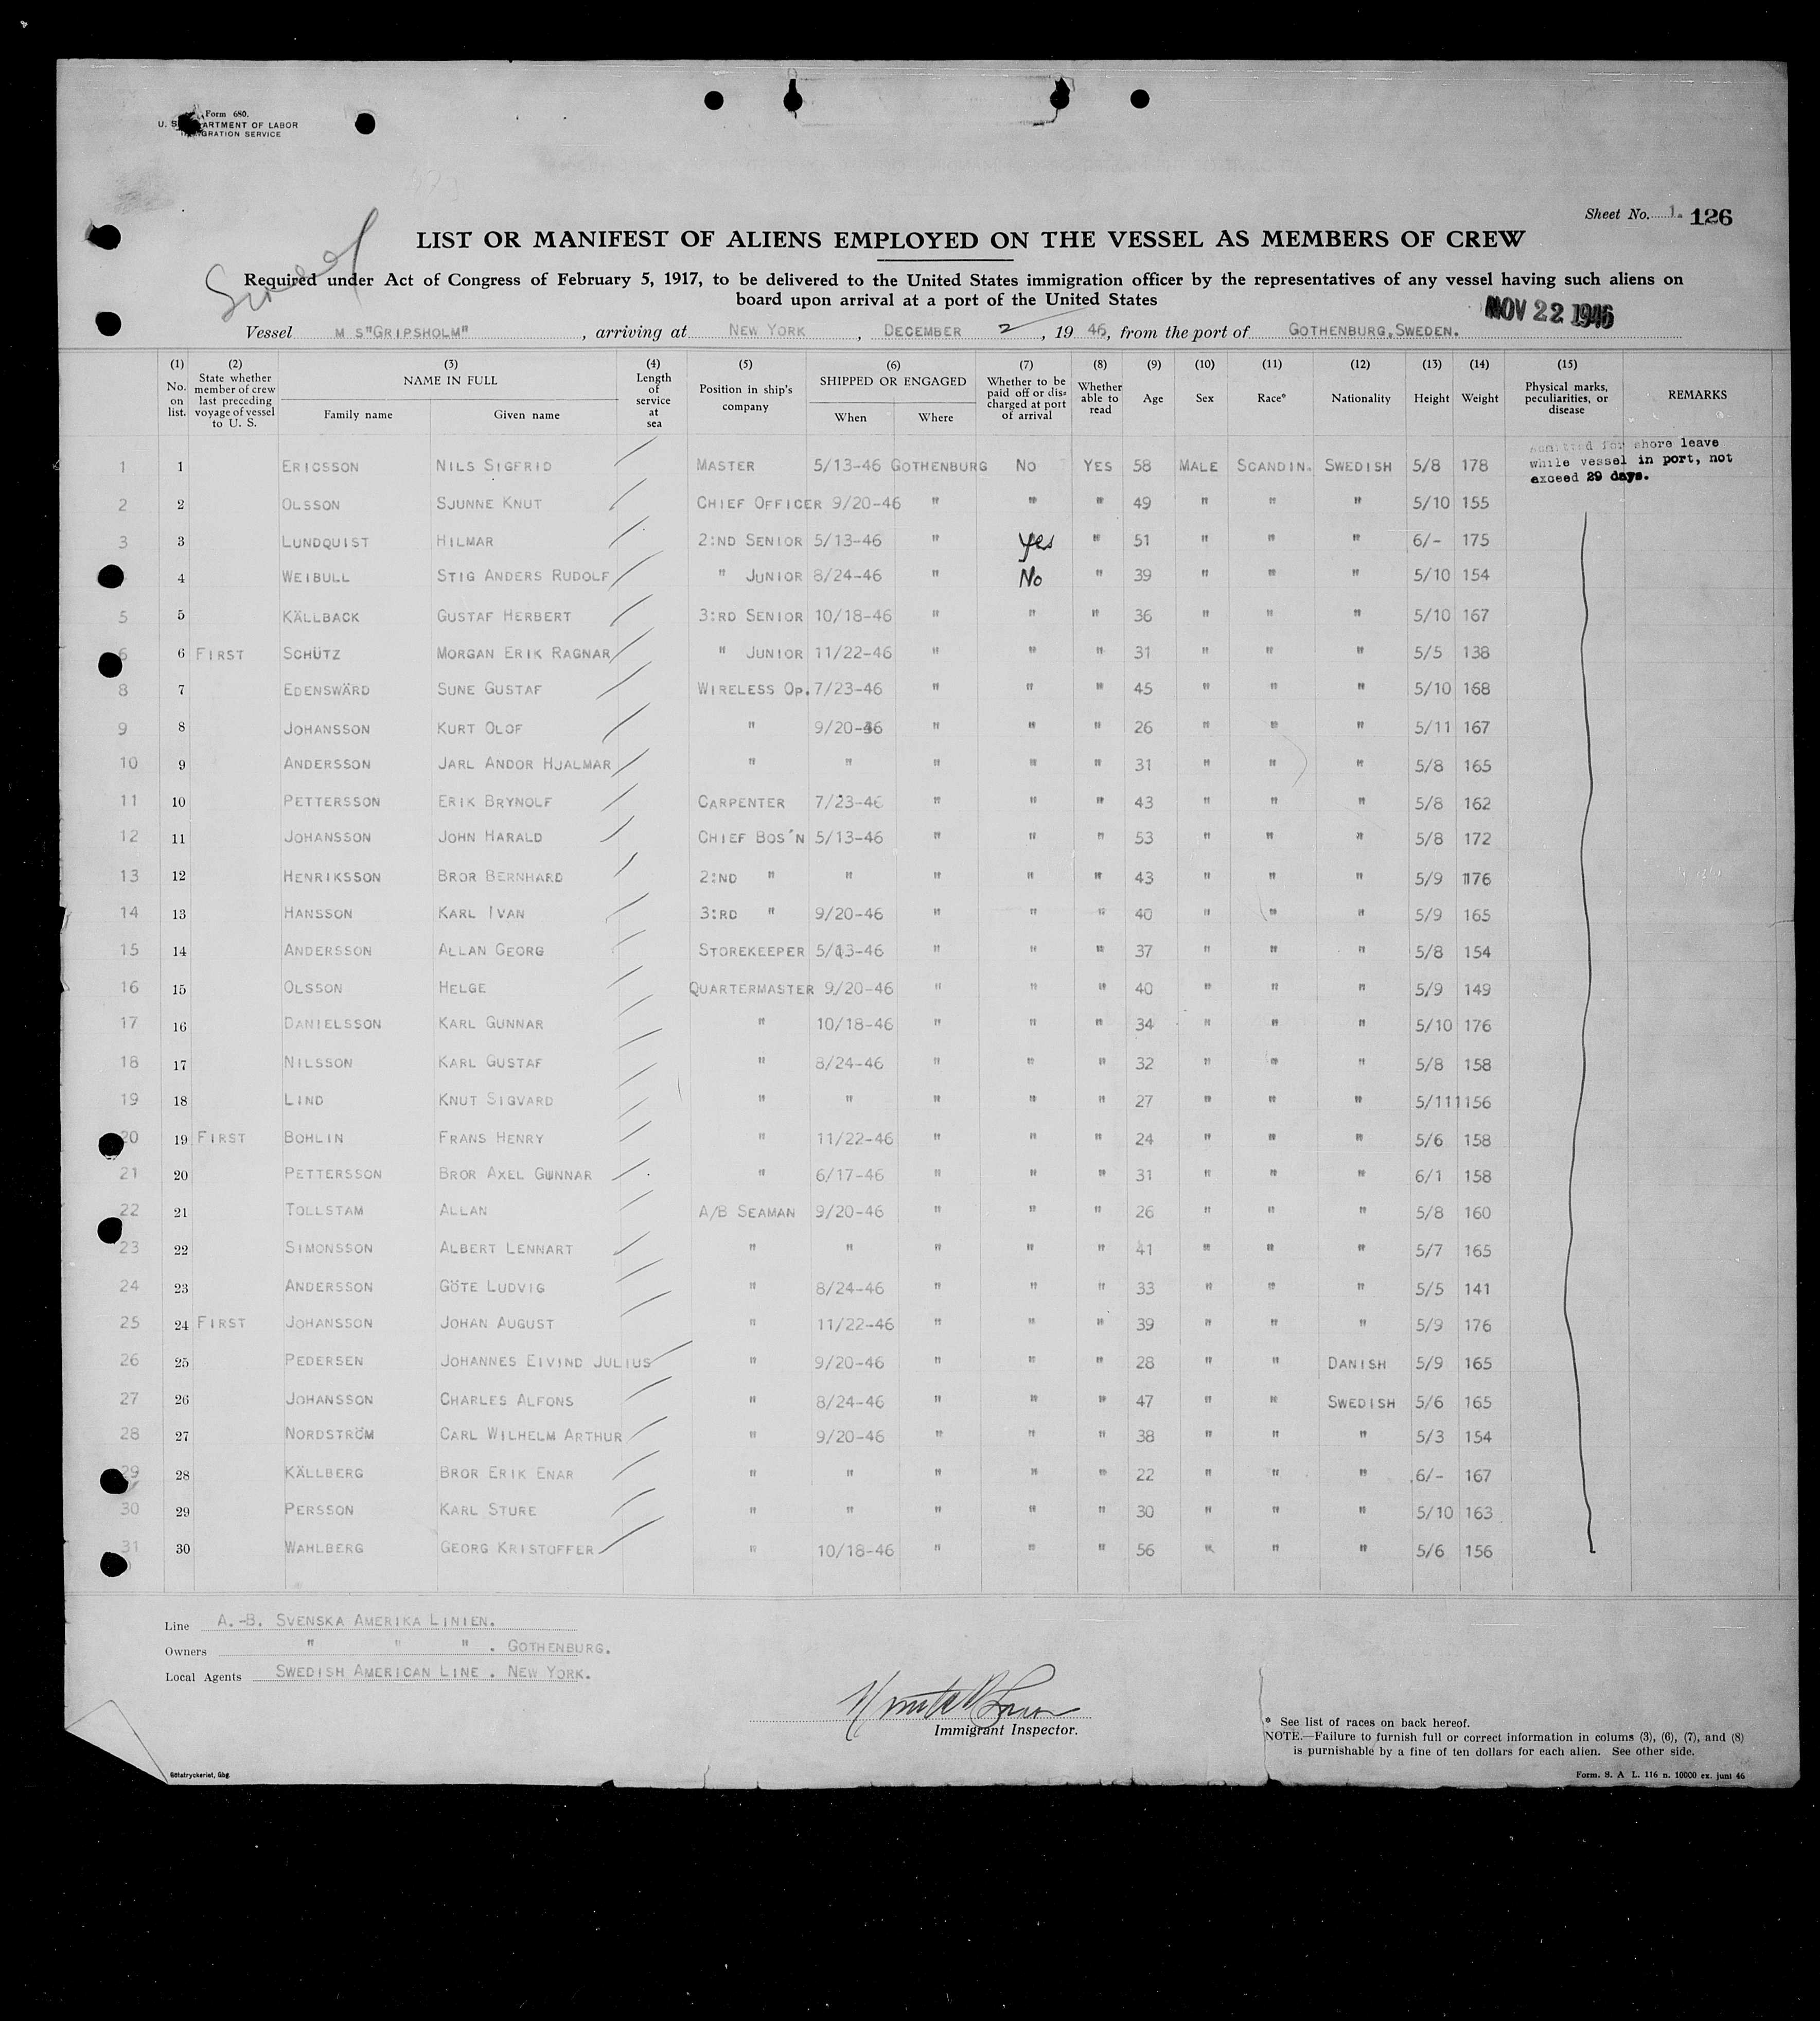 Form 680.
U. S. DEPARTMENT OF LABOR
IMMIGRATION SERVICE
Sheet No. 1. 126
LIST OR MANIFEST OF ALIENS EMPLOYED ON THE VESSEL AS MEMBERS OF CREW
Required under Act of Congress of February 5, 1917, to be delivered to the United States immigration officer by the representatives of any vessel having such aliens on
board upon arrival at a port of the United States
NOV 22 1946
Vessel M S "GRIPSHOLM", arriving at NEW YORK, DECEMBER 2, 19 46, from the port of GOTHENBURG, SWEDEN.
(1) No. on list. (2) State whether member of crew last preceding voyage of vessel to U. S. (3) NAME IN FULL Family name Given name (4) Length of service at sea (5) Position in ship's company (6) SHIPPED OR ENGAGED When Where (7) Whether to be paid off or discharged at port of arrival (8) Whether able to read (9) Age (10) Sex (11) Race* (12) Nationality (13) Height (14) Weight (15) Physical marks, peculiarities, or disease REMARKS
Admitted for shore leave
while vessel in port, not
exceed 29 days.
1 1 ERICSSON NILS SIGFRID MASTER 5/13-46 GOTHENBURG NO YES 58 MALE SCANDIN. SWEDISH 5/8 178
2 2 OLSSON SJUNNE KNUT CHIEF OFFICER 9/20-46 " " " 49 " " " 5/10 155
3 3 LUNDQUIST HILMAR 2:ND SENIOR 5/13-46 " yes " 51 " " " 6/- 175
4 WEIBULL STIG ANDERS RUDOLF " JUNIOR 8/24-46 " No " 39 " " " 5/10 154
5 5 KÄLLBACK GUSTAF HERBERT 3:RD SENIOR 10/18-46 " " " 36 " " " 5/10 167
6 6 FIRST SCHÜTZ MORGAN ERIK RAGNAR " JUNIOR 11/22-46 " " " 31 " " " 5/5 138
8 7 EDENSWÄRD SUNE GUSTAF WIRELESS OP. 7/23-46 " " " 45 " " " 5/10 168
9 8 JOHANSSON KURT OLOF " 9/20-46 " " " 26 " " " 5/11 167
10 9 ANDERSSON JARL ANDOR HJALMAR " " " " " 31 " " " 5/8 165
11 10 PETTERSSON ERIK BRYNOLF CARPENTER 7/23-46 " " " 43 " " " 5/8 162
12 11 JOHANSSON JOHN HARALD CHIEF BOS'N 5/13-46 " " " 53 " " " 5/8 172
13 12 HENRIKSSON BROR BERNHARD 2:ND " " " " " 43 " " " 5/9 176
14 13 HANSSON KARL IVAN 3:RD " 9/20-46 " " " 40 " " " 5/9 165
15 14 ANDERSSON ALLAN GEORG STOREKEEPER 5/13-46 " " " 37 " " " 5/8 154
16 15 OLSSON HELGE QUARTERMASTER 9/20-46 " " " 40 " " " 5/9 149
17 16 DANIELSSON KARL GUNNAR " 10/18-46 " " " 34 " " " 5/10 176
18 17 NILSSON KARL GUSTAF " 8/24-46 " " " 32 " " " 5/8 158
19 18 LIND KNUT SIGVARD " " " " " 27 " " " 5/11 156
20 19 FIRST BOHLIN FRANS HENRY " 11/22-46 " " " 24 " " " 5/6 158
21 20 PETTERSSON BROR AXEL GUNNAR " 6/17-46 " " " 31 " " " 6/1 158
22 21 TOLLSTAM ALLAN A/B SEAMAN 9/20-46 " " " 26 " " " 5/8 160
23 22 SIMONSSON ALBERT LENNART " " " " " 41 " " " 5/7 165
24 23 ANDERSSON GÖTE LUDVIG " 8/24-46 " " " 33 " " " 5/5 141
25 24 FIRST JOHANSSON JOHAN AUGUST " 11/22-46 " " " 39 " " " 5/9 176
26 25 PEDERSEN JOHANNES EIVIND JULIUS " 9/20-46 " " " 28 " " DANISH 5/9 165
27 26 JOHANSSON CHARLES ALFONS " 8/24-46 " " " 47 " " SWEDISH 5/6 165
28 27 NORDSTRÖM CARL WILHELM ARTHUR " 9/20-46 " " " 38 " " " 5/3 154
29 28 KÄLLBERG BROR ERIK ENAR " " " " " 22 " " " 6/- 167
30 29 PERSSON KARL STURE " " " " " 30 " " " 5/10 163
31 30 WAHLBERG GEORG KRISTOFFER " 10/18-46 " " " 56 " " " 5/6 156
Line A.-B. SVENSKA AMERIKA LINIEN.
Owners " " " . GOTHENBURG.
Local Agents SWEDISH AMERICAN LINE . NEW YORK.
Immigrant Inspector.
* See list of races on back hereof.
NOTE.—Failure to furnish full or correct information in colums (3), (6), (7), and (8)
is purnishable by a fine of ten dollars for each alien. See other side.
Götatryckeriet, Gbg.
Form. S. A L. 116 n. 10000 ex. juni 46